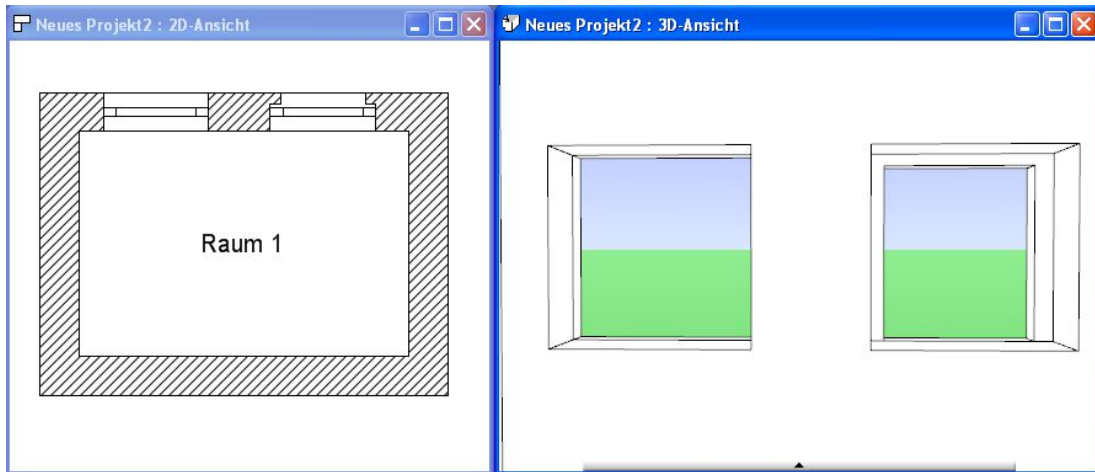 Neues Projekt2 : 2D-Ansicht
Neues Projekt2 : 3D-Ansicht
Raum 1